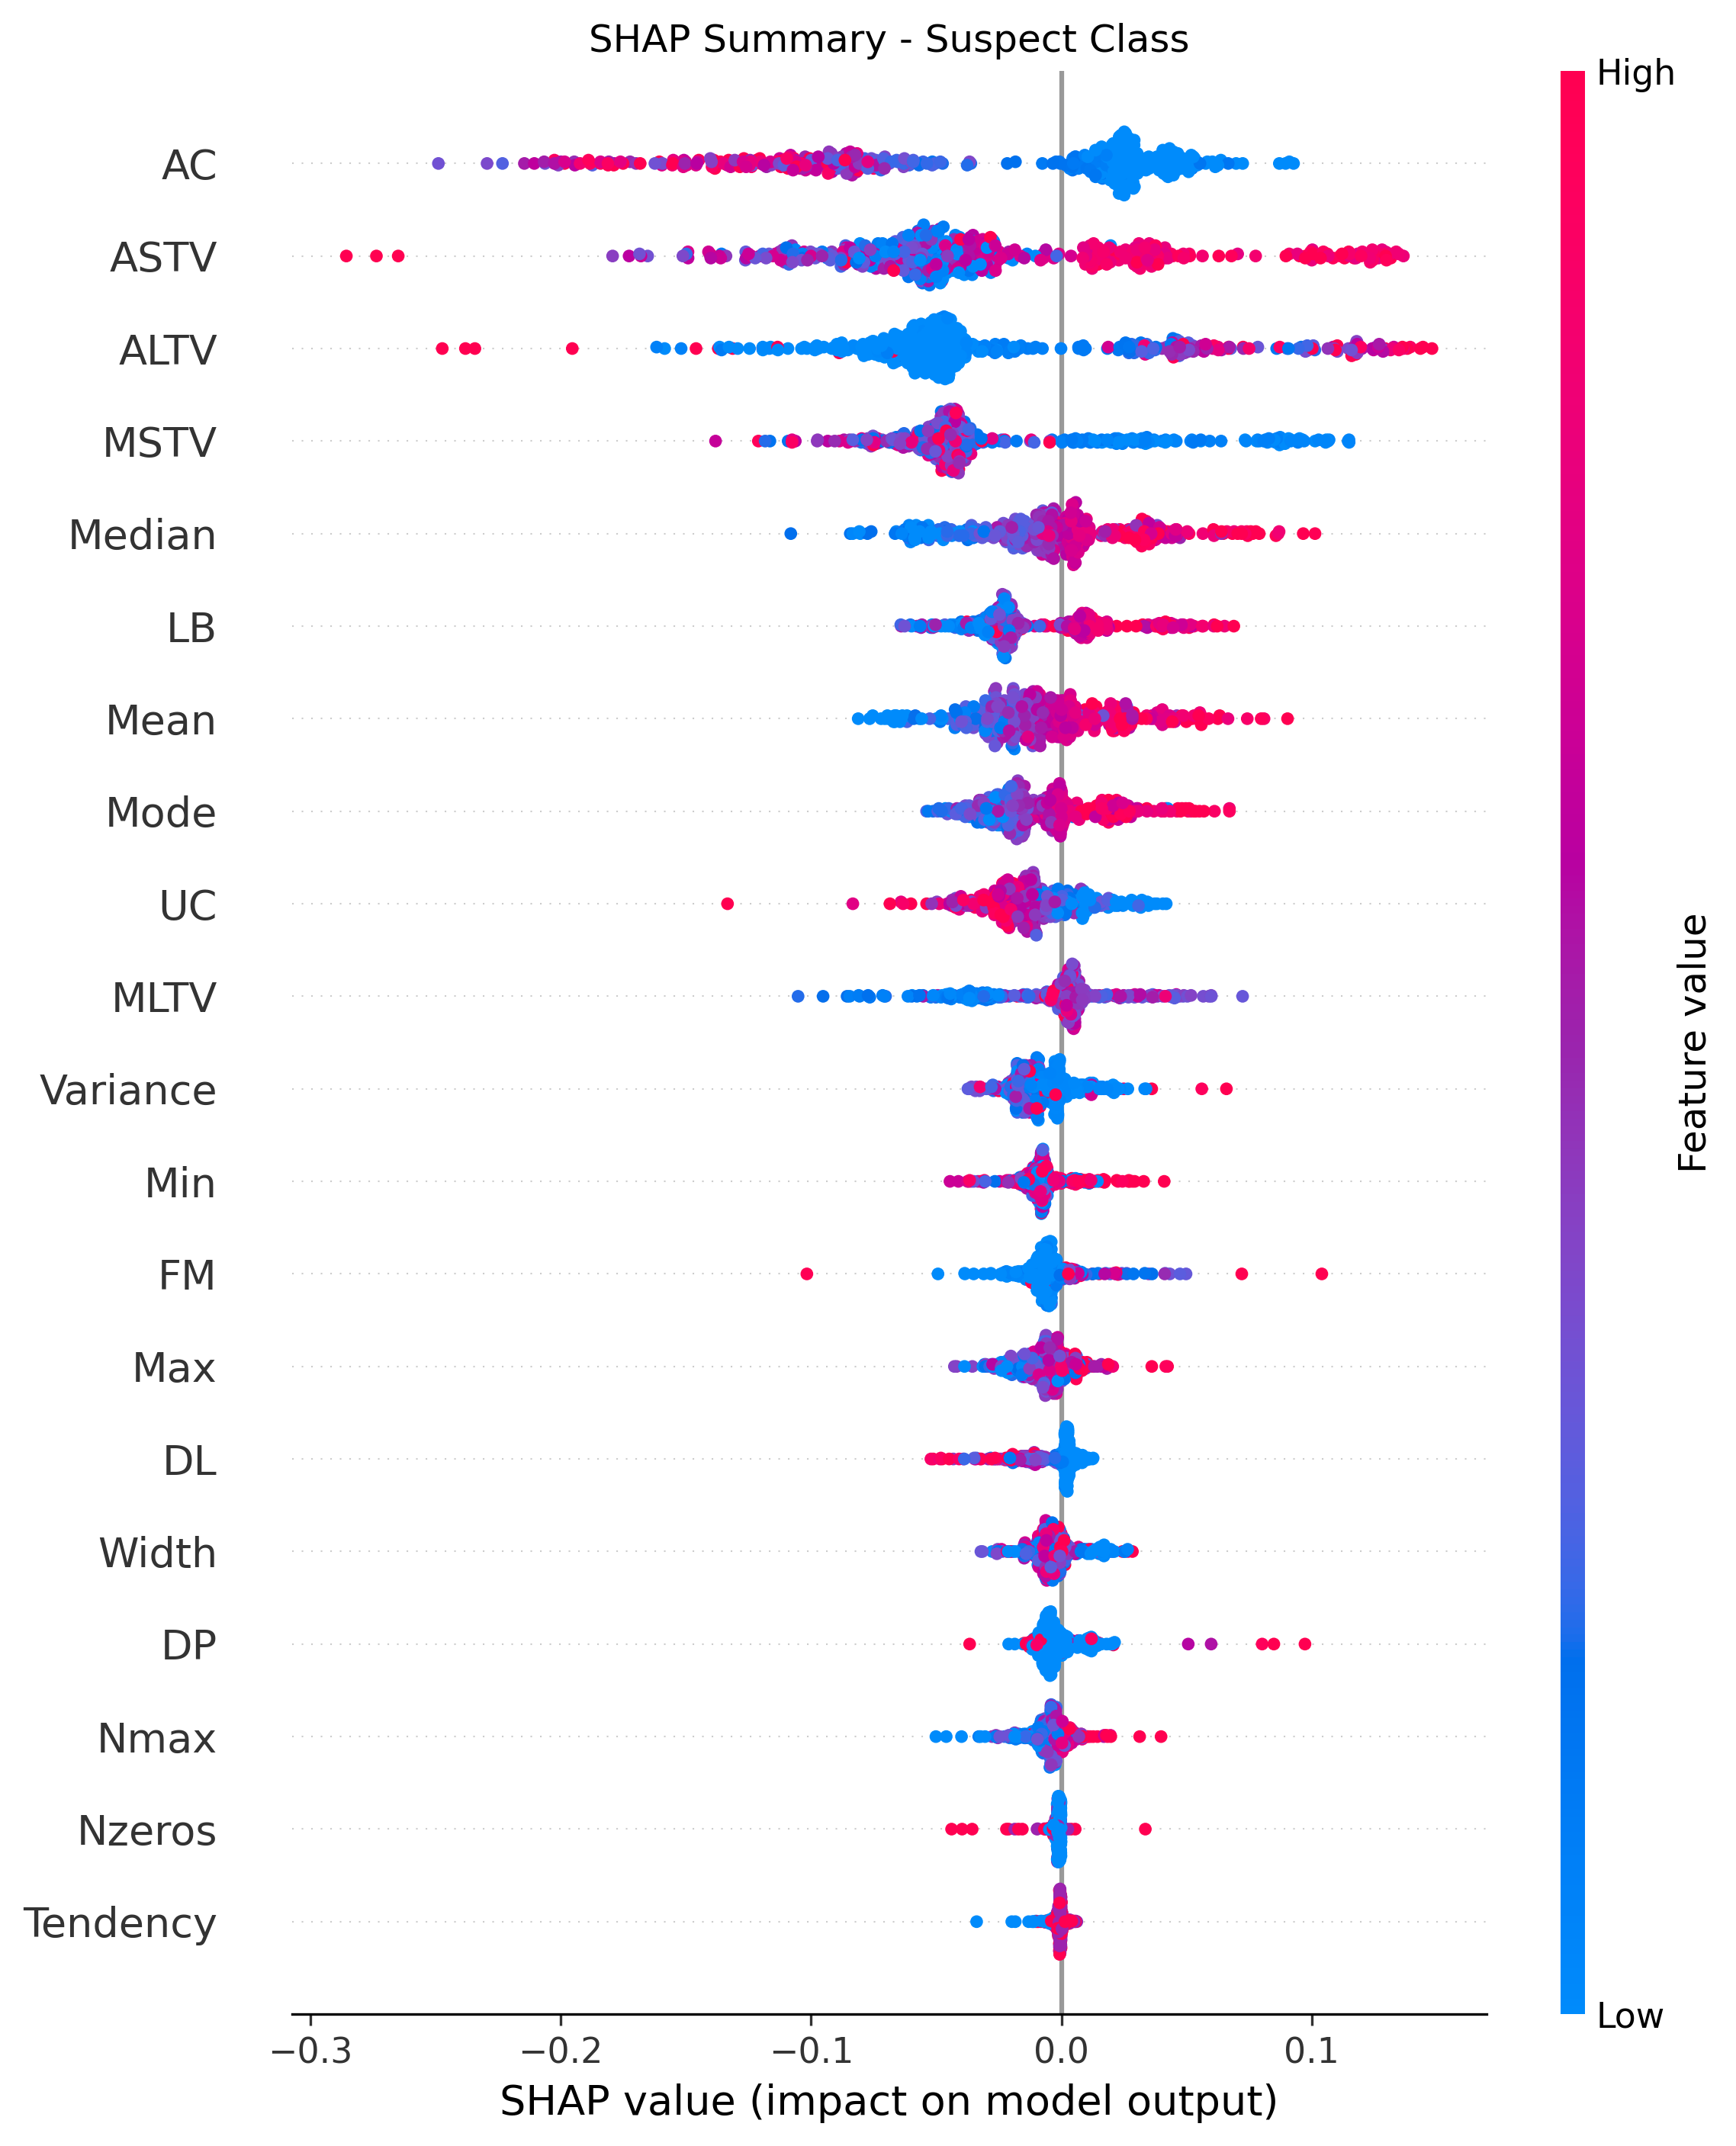 SHAP Summary - Suspect Class
High
AC
ASTV
ALTV
MSTV
Median
LB
Mean
Mode
UC
MLTV
Variance
Min
FM
Max
DL
Width
DP
Nmax
Nzeros
Tendency
Feature value
Low
−0.3 −0.2 −0.1 0.0 0.1
SHAP value (impact on model output)